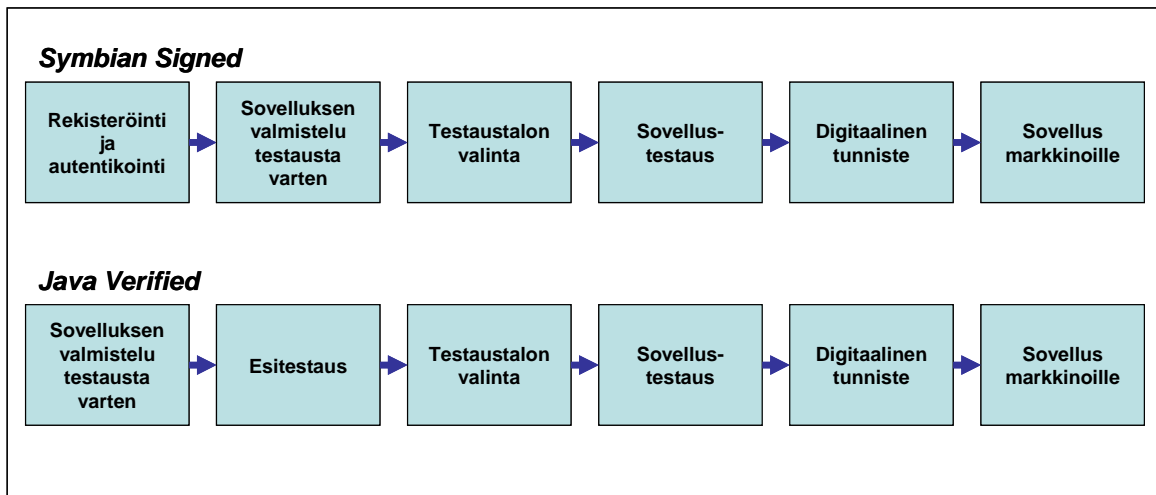 Symbian Signed
Rekisteröinti
ja
autentikointi
Sovelluksen
valmistelu
testausta
varten
Testaustalon
valinta
Sovellus-
testaus
Digitaalinen
tunniste
Sovellus
markkinoille
Java Verified
Sovelluksen
valmistelu
testausta
varten
Esitestaus
Testaustalon
valinta
Sovellus-
testaus
Digitaalinen
tunniste
Sovellus
markkinoille